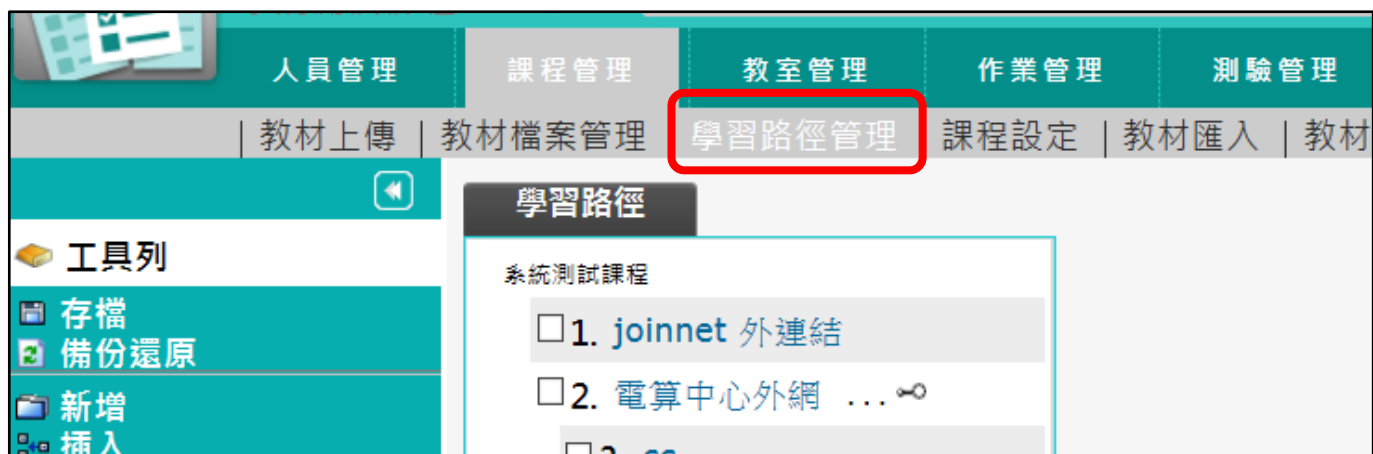 人員管理 課程管理 教室管理 作業管理 測驗管理
| 教材上傳 | 教材檔案管理 學習路徑管理 課程設定 | 教材匯入 | 教材
學習路徑
工具列
系統測試課程
存檔
1. joinnet 外連結
備份還原
2. 電算中心外網 ...
新增
插入